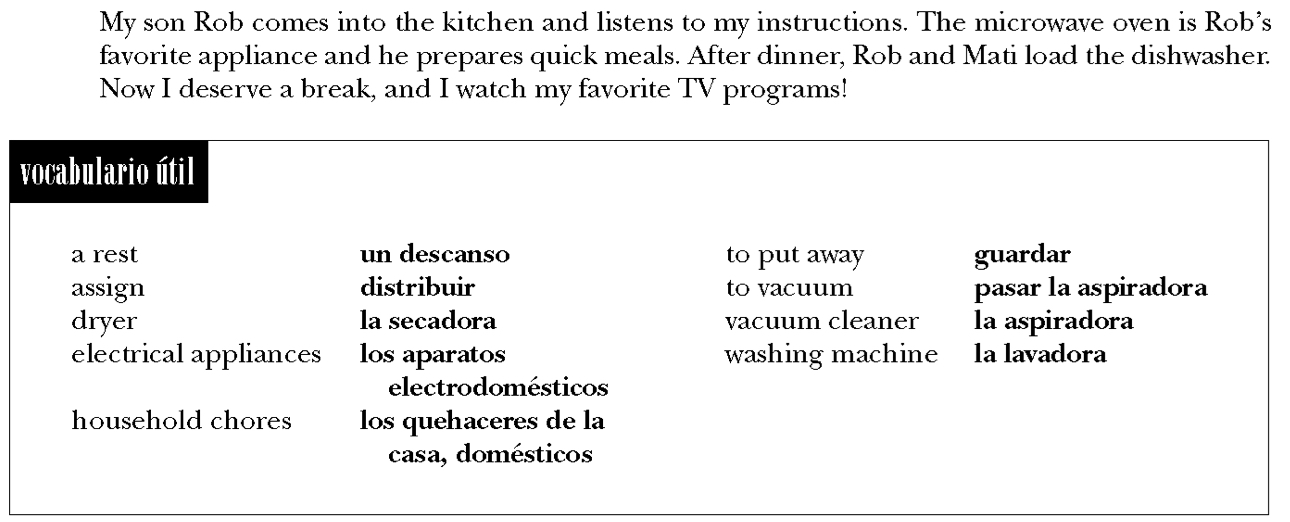 My son Rob comes into the kitchen and listens to my instructions. The microwave oven is Rob's
favorite appliance and he prepares quick meals. After dinner, Rob and Mati load the dishwasher.
Now I deserve a break, and I watch my favorite TV programs!
vocabulario útil
a rest un descanso
assign distribuir
dryer la secadora
electrical appliances los aparatos
electrodomésticos
household chores los quehaceres de la
casa, domésticos
to put away guardar
to vacuum pasar la aspiradora
vacuum cleaner la aspiradora
washing machine la lavadora